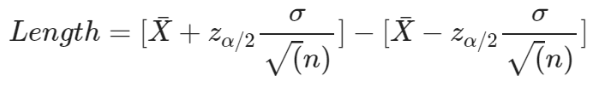 Length = [X̄ + z_{α/2} σ/√(n)] − [X̄ − z_{α/2} σ/√(n)]